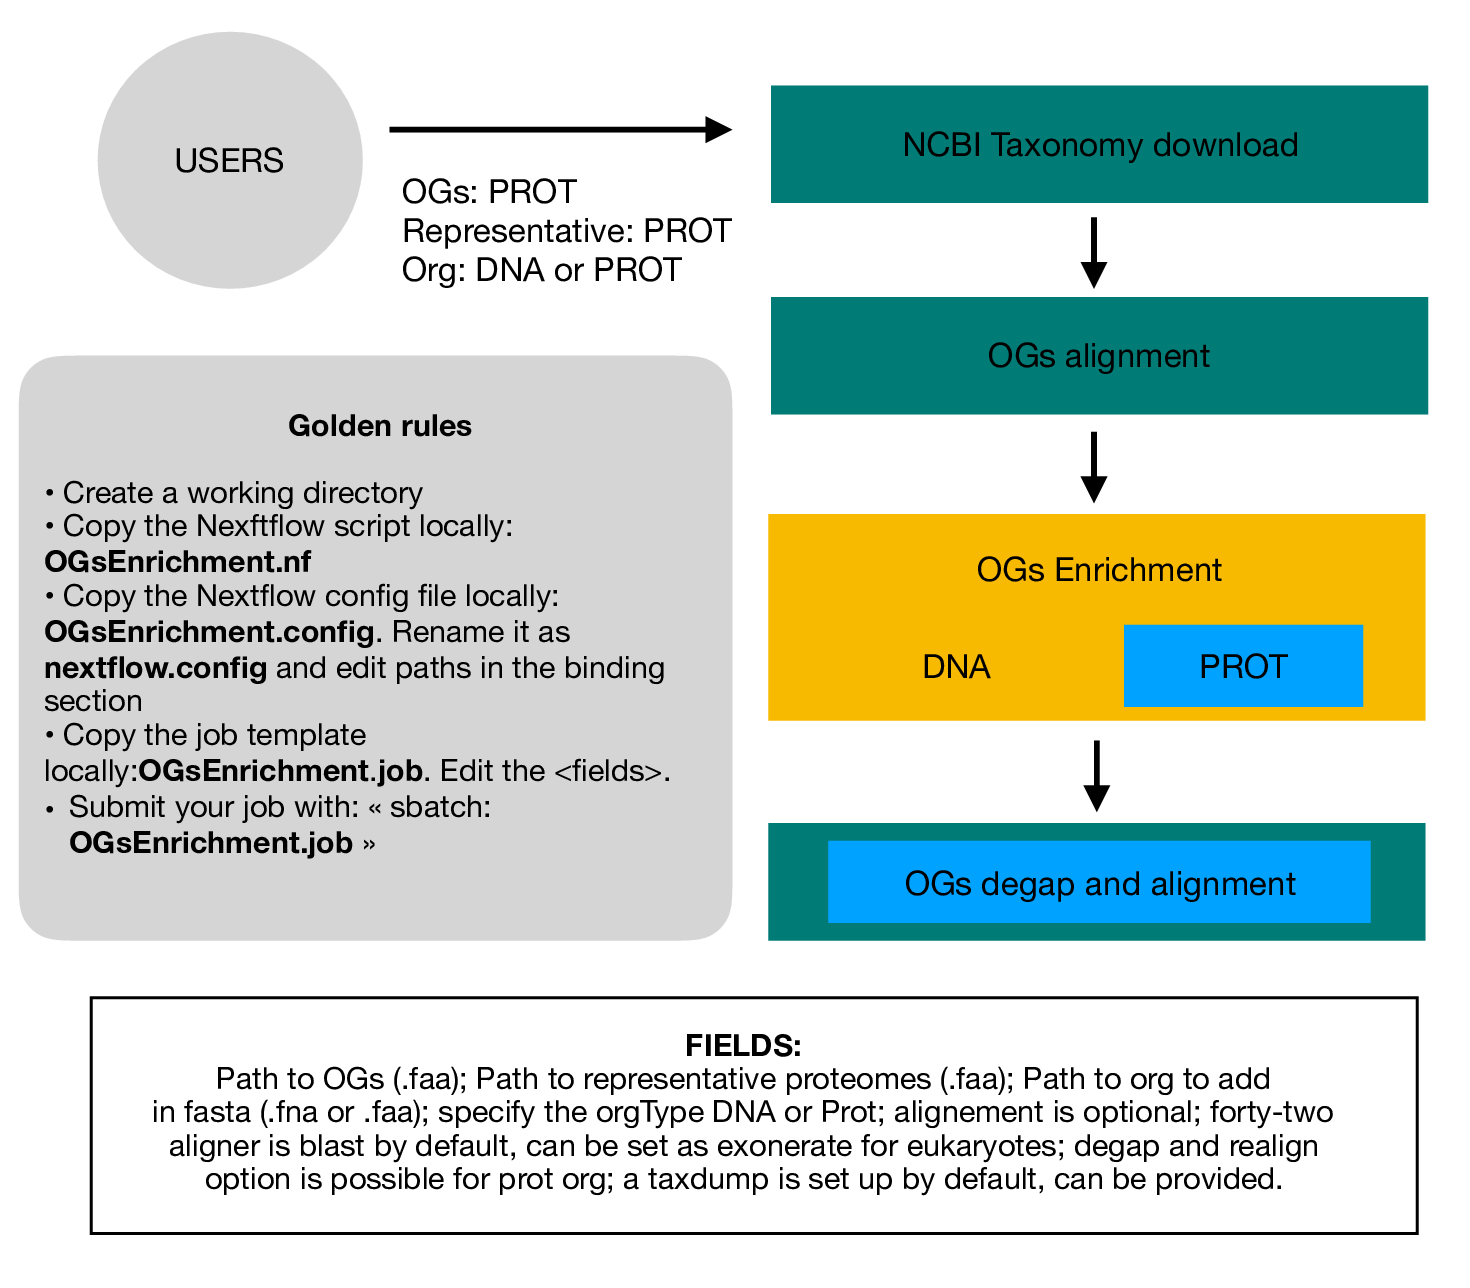 USERS
OGs: PROT
Representative: PROT
Org: DNA or PROT
NCBI Taxonomy download
OGs alignment
OGs Enrichment
DNA
PROT
OGs degap and alignment
Golden rules
• Create a working directory
• Copy the Nexftflow script locally:
OGsEnrichment.nf
• Copy the Nextflow config file locally:
OGsEnrichment.config. Rename it as
nextflow.config and edit paths in the binding
section
• Copy the job template
locally:OGsEnrichment.job. Edit the <fields>.
• Submit your job with: « sbatch:
OGsEnrichment.job »
FIELDS:
Path to OGs (.faa); Path to representative proteomes (.faa); Path to org to add
in fasta (.fna or .faa); specify the orgType DNA or Prot; alignement is optional; forty-two
aligner is blast by default, can be set as exonerate for eukaryotes; degap and realign
option is possible for prot org; a taxdump is set up by default, can be provided.